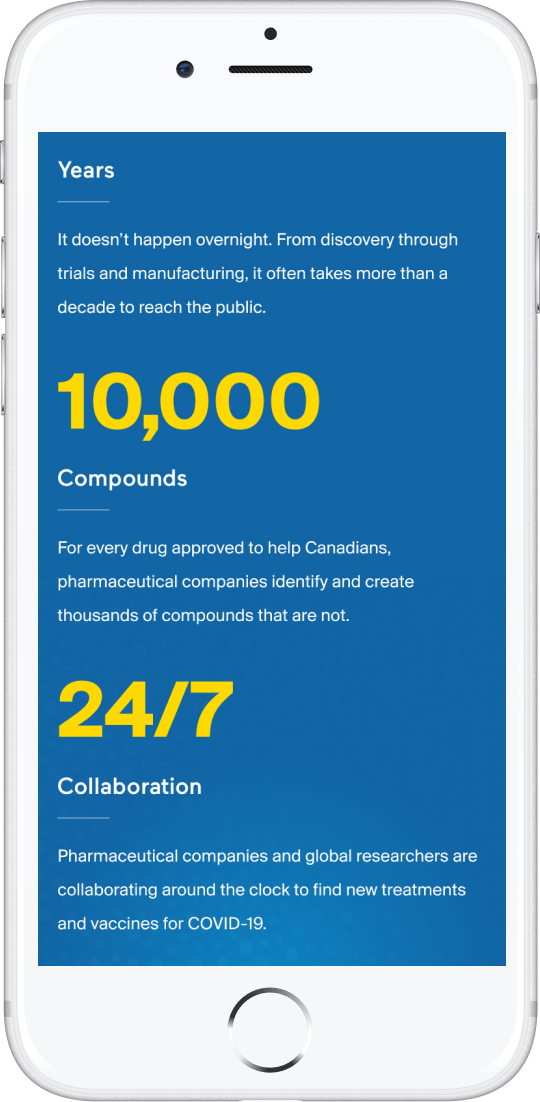 Years
It doesn’t happen overnight. From discovery through
trials and manufacturing, it often takes more than a
decade to reach the public.
10,000
Compounds
For every drug approved to help Canadians,
pharmaceutical companies identify and create
thousands of compounds that are not.
24/7
Collaboration
Pharmaceutical companies and global researchers are
collaborating around the clock to find new treatments
and vaccines for COVID-19.